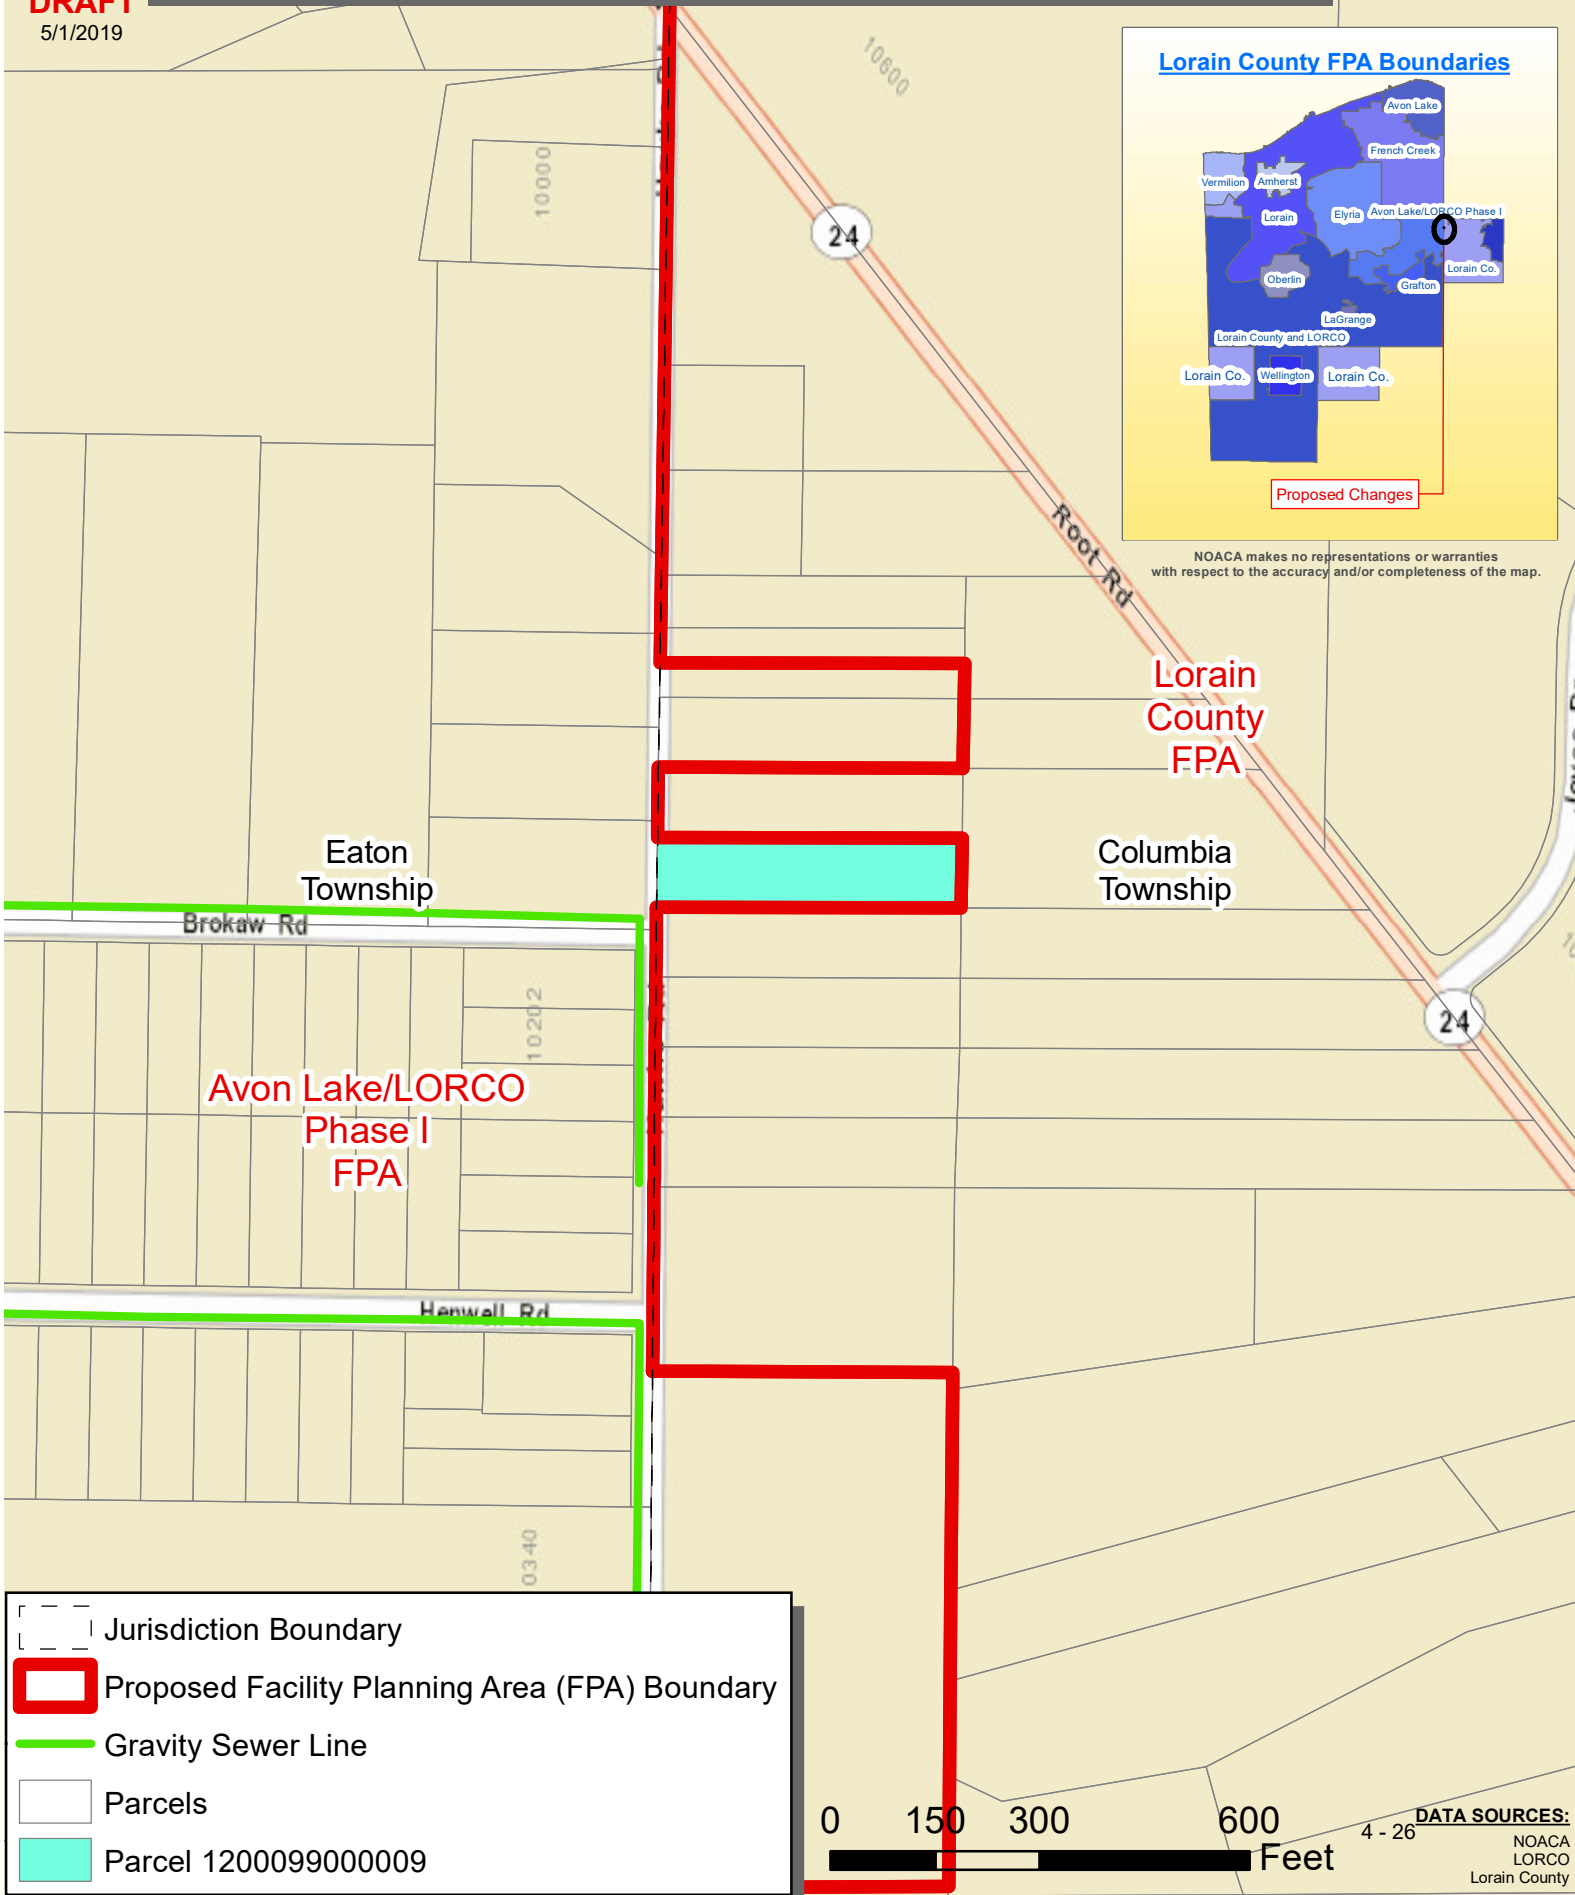 DRAFT
5/1/2019
Lorain County FPA Boundaries
Avon Lake
French Creek
Vermilion
Amherst
Lorain
Elyria
Avon Lake/LORCO Phase I
Lorain Co.
Oberlin
Grafton
LaGrange
Lorain County and LORCO
Lorain Co.
Wellington
Lorain Co.
Proposed Changes
NOACA makes no representations or warranties
with respect to the accuracy and/or completeness of the map.
10600
10000
24
Root Rd
Lorain
County
FPA
Eaton
Township
Columbia
Township
Brokaw Rd
10202
24
Avon Lake/LORCO
Phase I
FPA
Henwell Rd
0340
Jurisdiction Boundary
Proposed Facility Planning Area (FPA) Boundary
Gravity Sewer Line
Parcels
Parcel 1200099000009
0 150 300 600
Feet
4 - 26
DATA SOURCES:
NOACA
LORCO
Lorain County